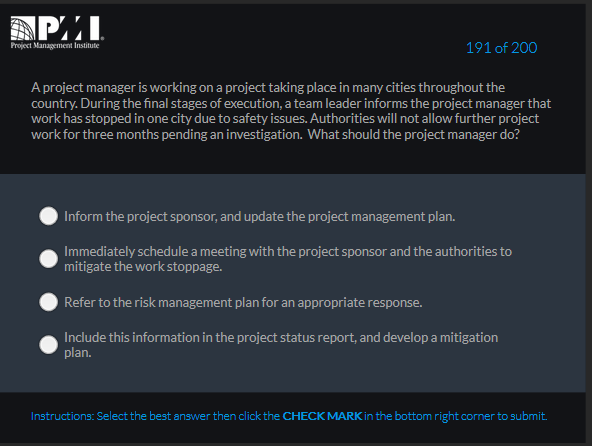 PMI.
Project Management Institute
191 of 200
A project manager is working on a project taking place in many cities throughout the
country. During the final stages of execution, a team leader informs the project manager that
work has stopped in one city due to safety issues. Authorities will not allow further project
work for three months pending an investigation.  What should the project manager do?
Inform the project sponsor, and update the project management plan.
Immediately schedule a meeting with the project sponsor and the authorities to
mitigate the work stoppage.
Refer to the risk management plan for an appropriate response.
Include this information in the project status report, and develop a mitigation
plan.
Instructions: Select the best answer then click the CHECK MARK in the bottom right corner to submit.